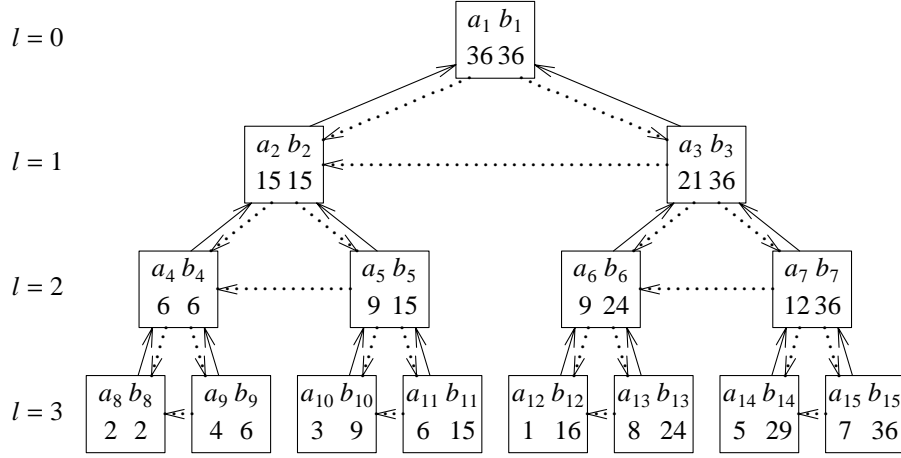 l = 0
a₁ b₁
36 36
l = 1
a₂ b₂
15 15
a₃ b₃
21 36
l = 2
a₄ b₄
6 6
a₅ b₅
9 15
a₆ b₆
9 24
a₇ b₇
12 36
l = 3
a₈ b₈
2 2
a₉ b₉
4 6
a₁₀ b₁₀
3 9
a₁₁ b₁₁
6 15
a₁₂ b₁₂
1 16
a₁₃ b₁₃
8 24
a₁₄ b₁₄
5 29
a₁₅ b₁₅
7 36